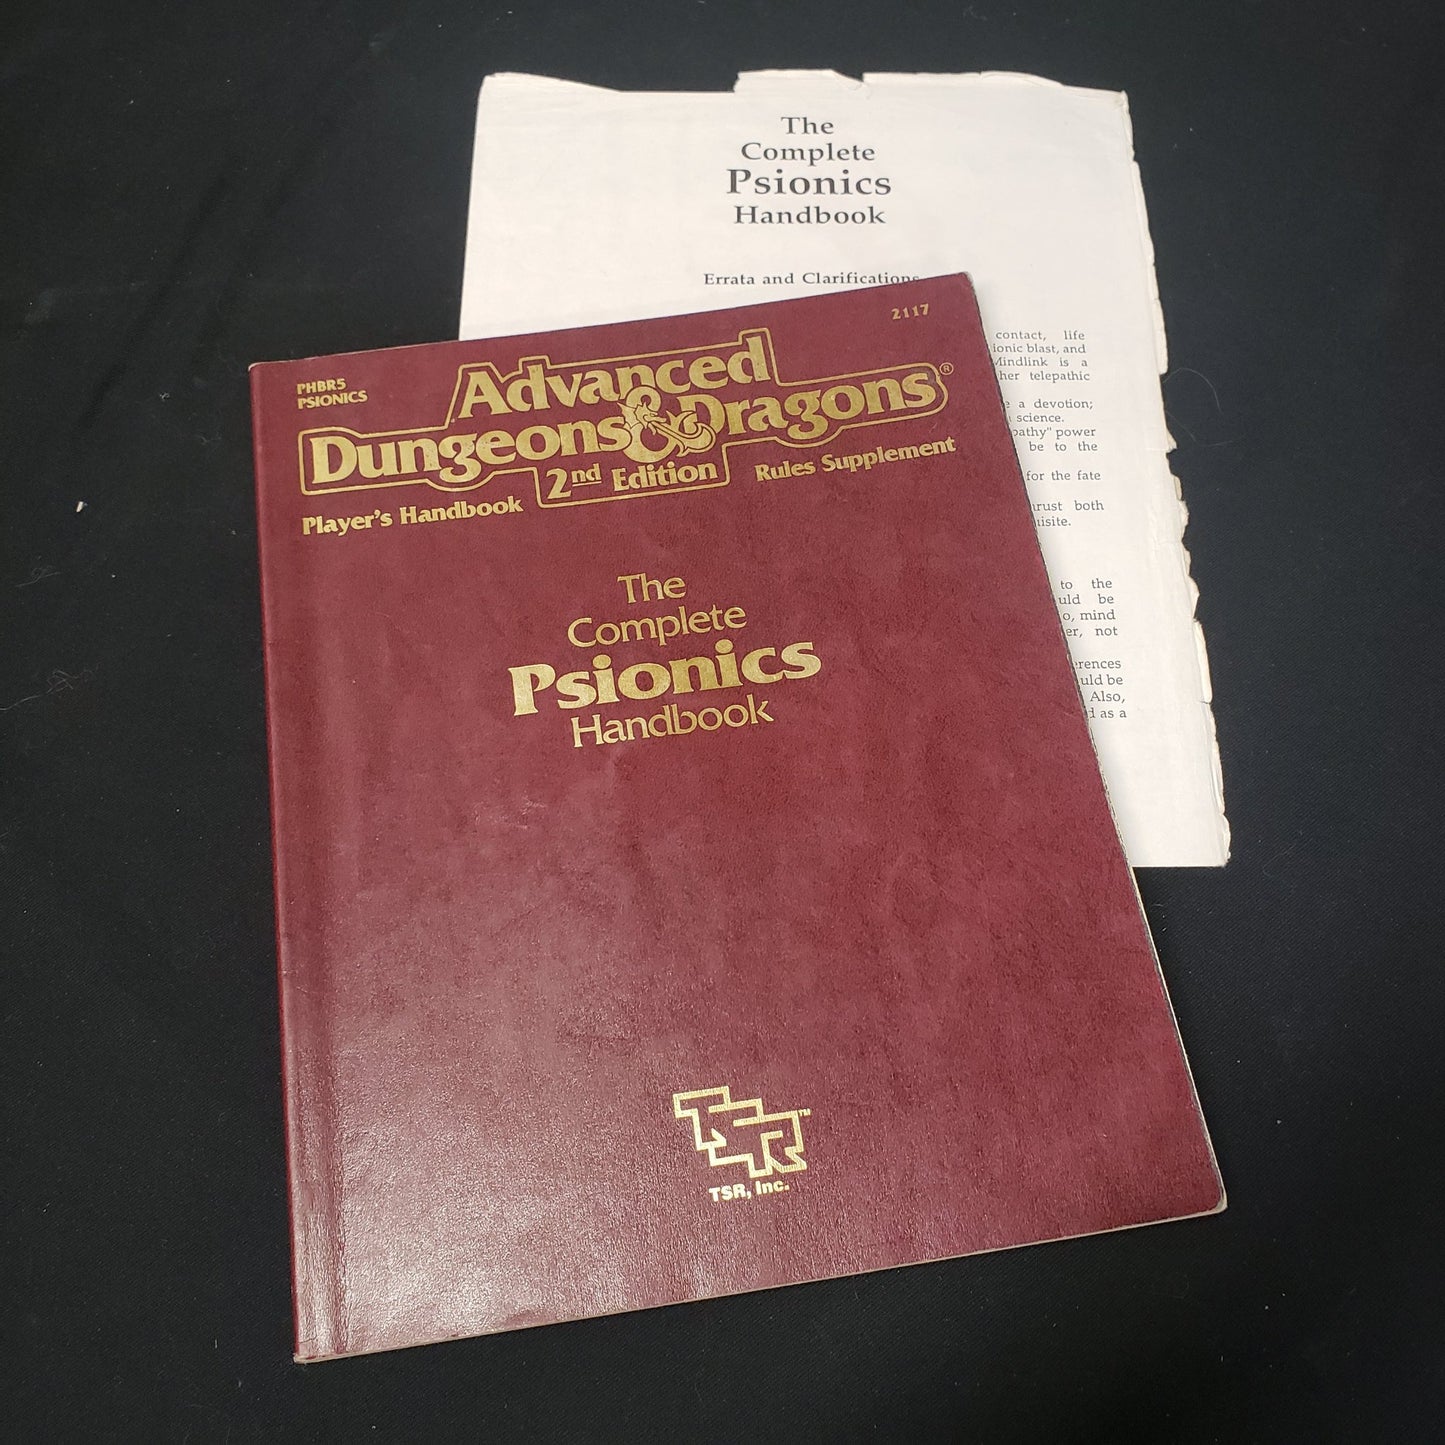 The
Complete
Psionics
Handbook
Errata and Clarifications
contact, life
ionic blast, and
Mindlink is a
her telepathic
e a devotion;
science.
pathy" power
be to the
for the fate
hrust both
uisite.
to the
uld be
o, mind
er, not
erences
uld be
Also,
d as a
2117
PHBR5
PSIONICS
Advanced
Dungeons & Dragons®
2nd Edition
Player's Handbook
Rules Supplement
The
Complete
Psionics
Handbook
TSR™
TSR, Inc.